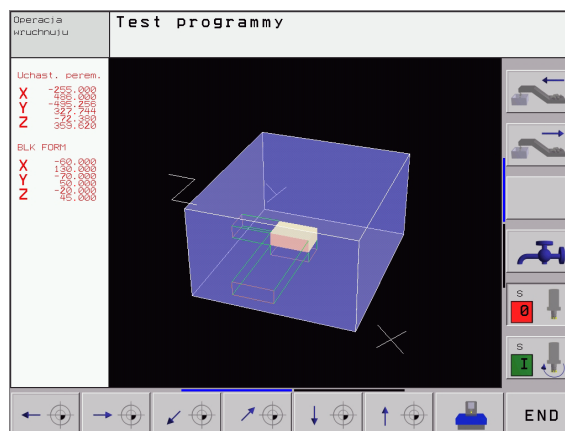 Operacja
wruchnuju
Test programmy
Uchast. perem.
X -255.000
486.000
Y -495.256
327.744
Z -72.380
359.620
BLK FORM
X -60.000
130.000
Y -70.000
50.000
Z -20.000
45.000
Z
Y
X
S
0
S
I
END